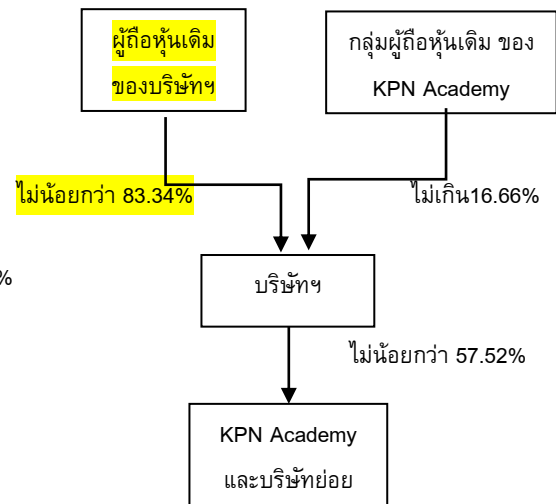 ผู้ถือหุ้นเดิม
ของบริษัทฯ
กลุ่มผู้ถือหุ้นเดิม ของ
KPN Academy
ไม่น้อยกว่า 83.34%
ไม่เกิน16.66%
%
บริษัทฯ
ไม่น้อยกว่า 57.52%
KPN Academy
และบริษัทย่อย